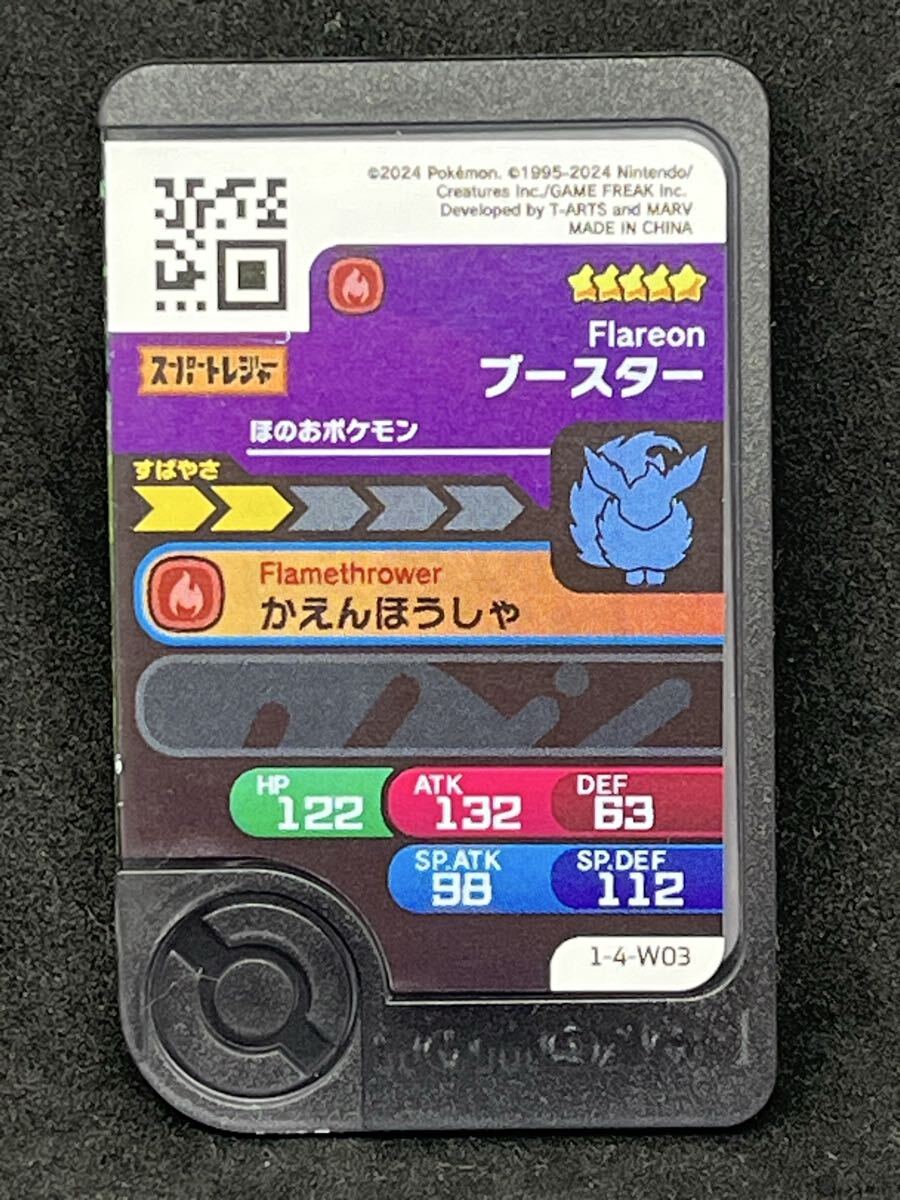 ©2024 Pokémon. ©1995-2024 Nintendo/
Creatures Inc./GAME FREAK Inc.
Developed by T-ARTS and MARV
MADE IN CHINA
Flareon
ブースター
スーパートレジャー
ほのおポケモン
すばやさ
Flamethrower
かえんほうしゃ
HP 122
ATK 132
DEF 63
SP.ATK 98
SP.DEF 112
1-4-W03